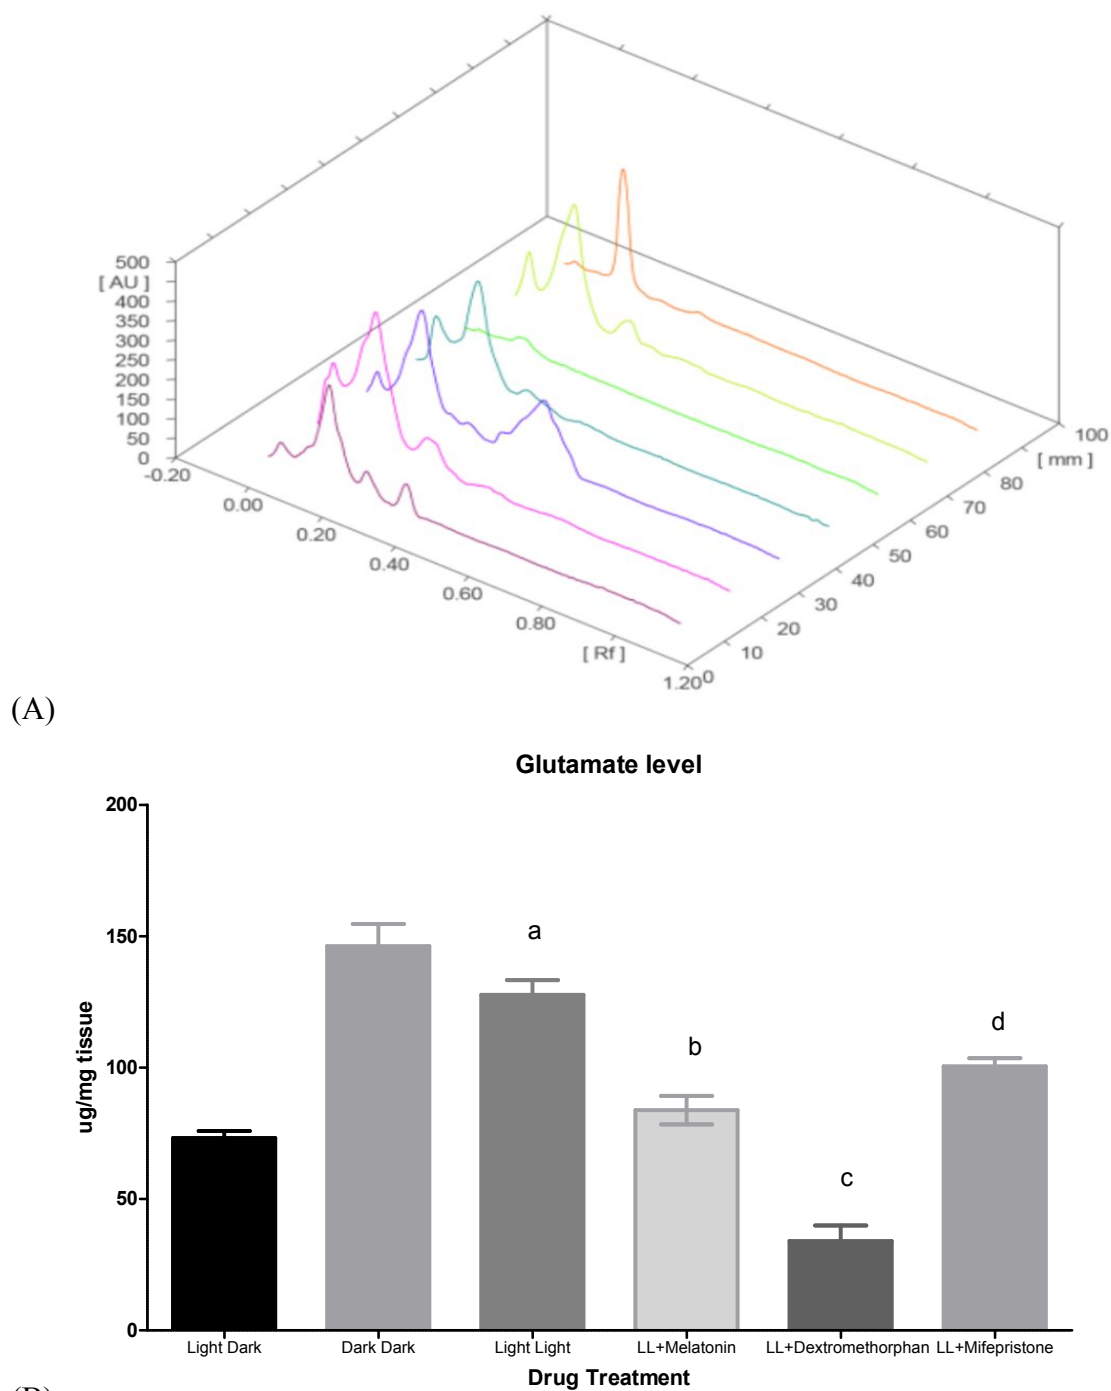 500
[ AU ]
400
350
300
250
200
150
100
50
0
-0.20
0.00
0.20
0.40
0.60
0.80
[ Rf ]
1.20
0
10
20
30
40
50
60
70
80
[ mm ]
100
(A)
Glutamate level
200
150
100
50
0
ug/mg tissue
a
b
c
d
Light Dark
Dark Dark
Light Light
LL+Melatonin
LL+Dextromethorphan
LL+Mifepristone
Drug Treatment